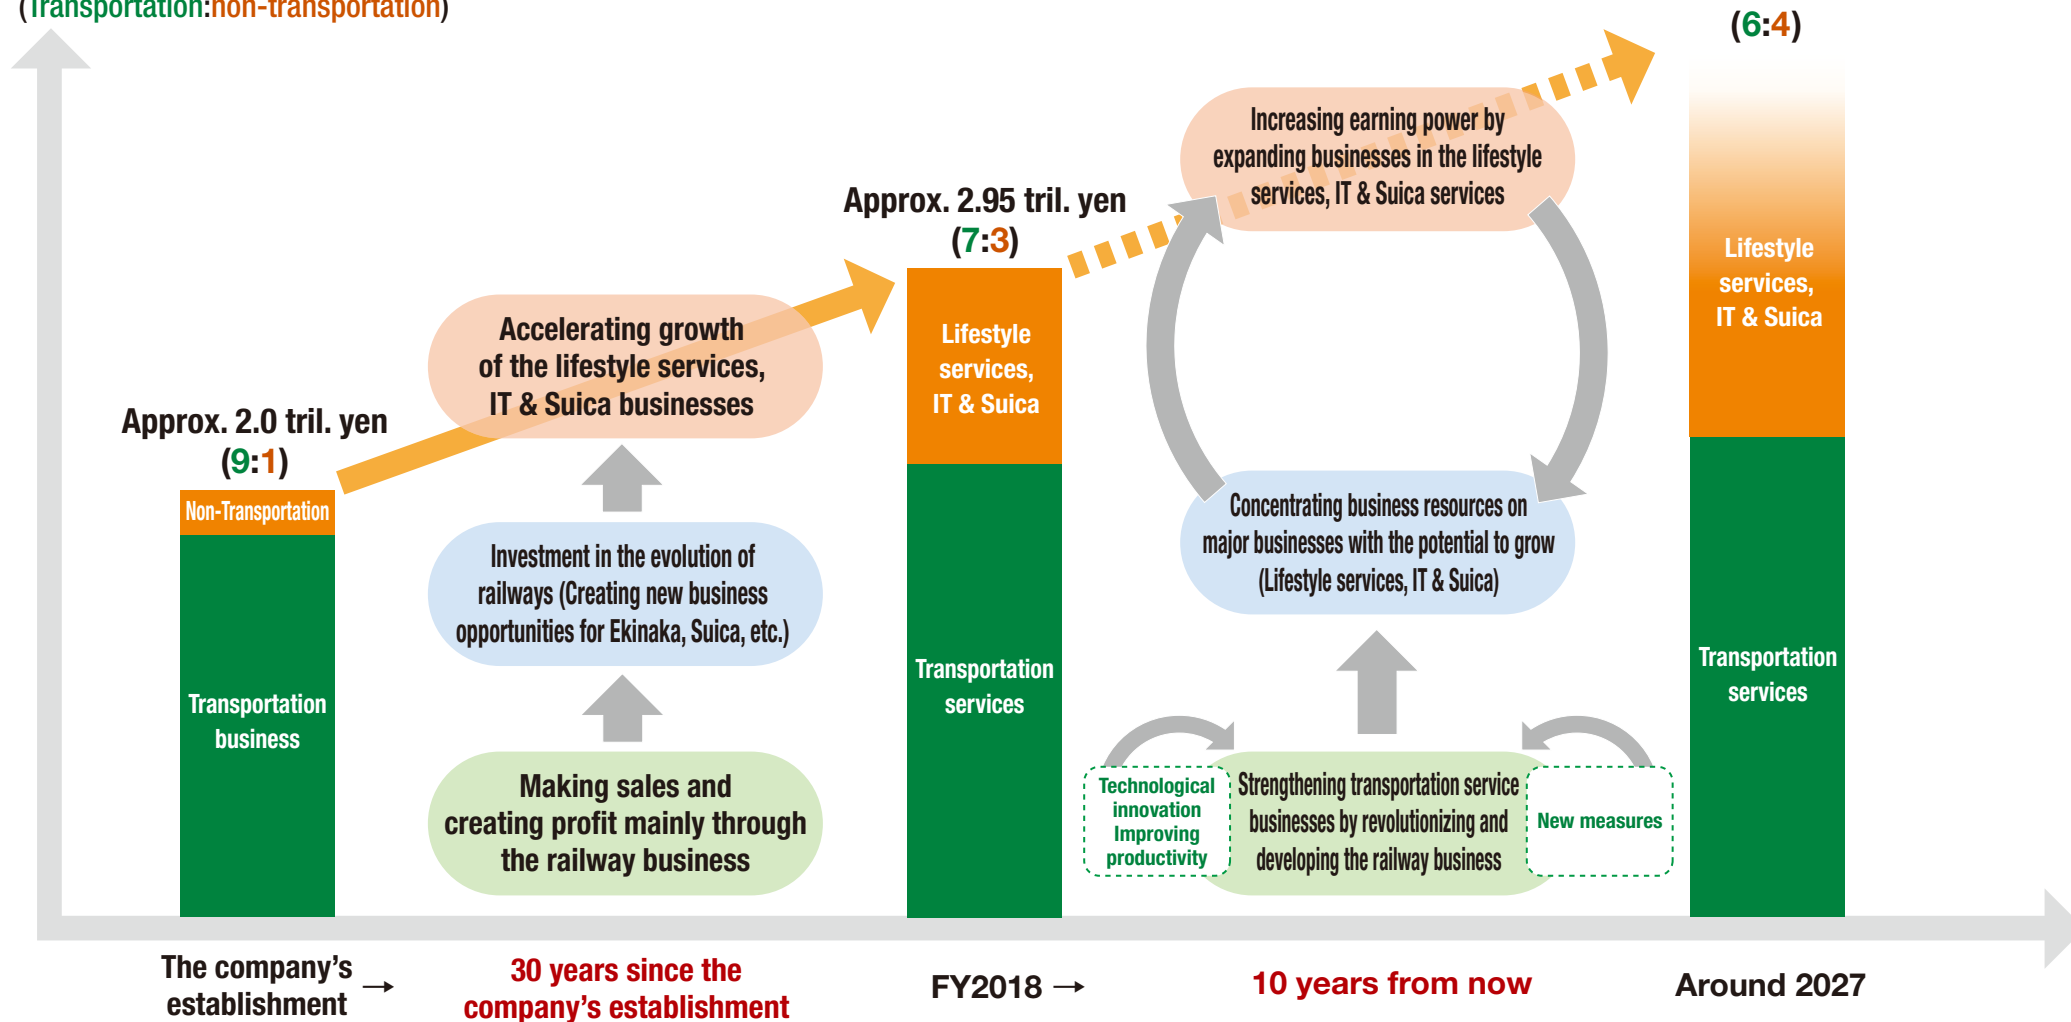 (Transportation:non-transportation)
(6:4)
Increasing earning power by
expanding businesses in the lifestyle
services, IT & Suica services
Approx. 2.95 tril. yen
(7:3)
Lifestyle
services,
IT & Suica
Lifestyle
services,
IT & Suica
Accelerating growth
of the lifestyle services,
IT & Suica businesses
Approx. 2.0 tril. yen
(9:1)
Non-Transportation
Concentrating business resources on
major businesses with the potential to grow
(Lifestyle services, IT & Suica)
Investment in the evolution of
railways (Creating new business
opportunities for Ekinaka, Suica, etc.)
Transportation
business
Transportation
services
Transportation
services
Making sales and
creating profit mainly through
the railway business
Technological
innovation
Improving
productivity
Strengthening transportation service
businesses by revolutionizing and
developing the railway business
New measures
The company’s
establishment →
30 years since the
company’s establishment
FY2018 →
10 years from now
Around 2027